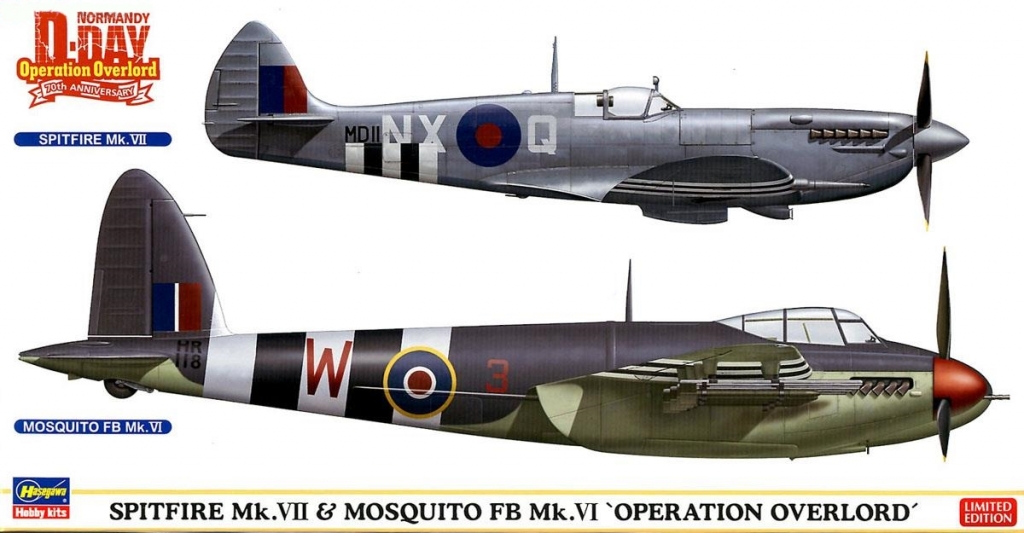 NORMANDY
D-DAY
Operation Overlord
70th ANNIVERSARY
SPITFIRE Mk.VII
MD11 NX Q
W 3
MR
118
MOSQUITO FB Mk.VI
Hasegawa
Hobby kits
SPITFIRE Mk.VII & MOSQUITO FB Mk.VI `OPERATION OVERLORD´
LIMITED
EDITION